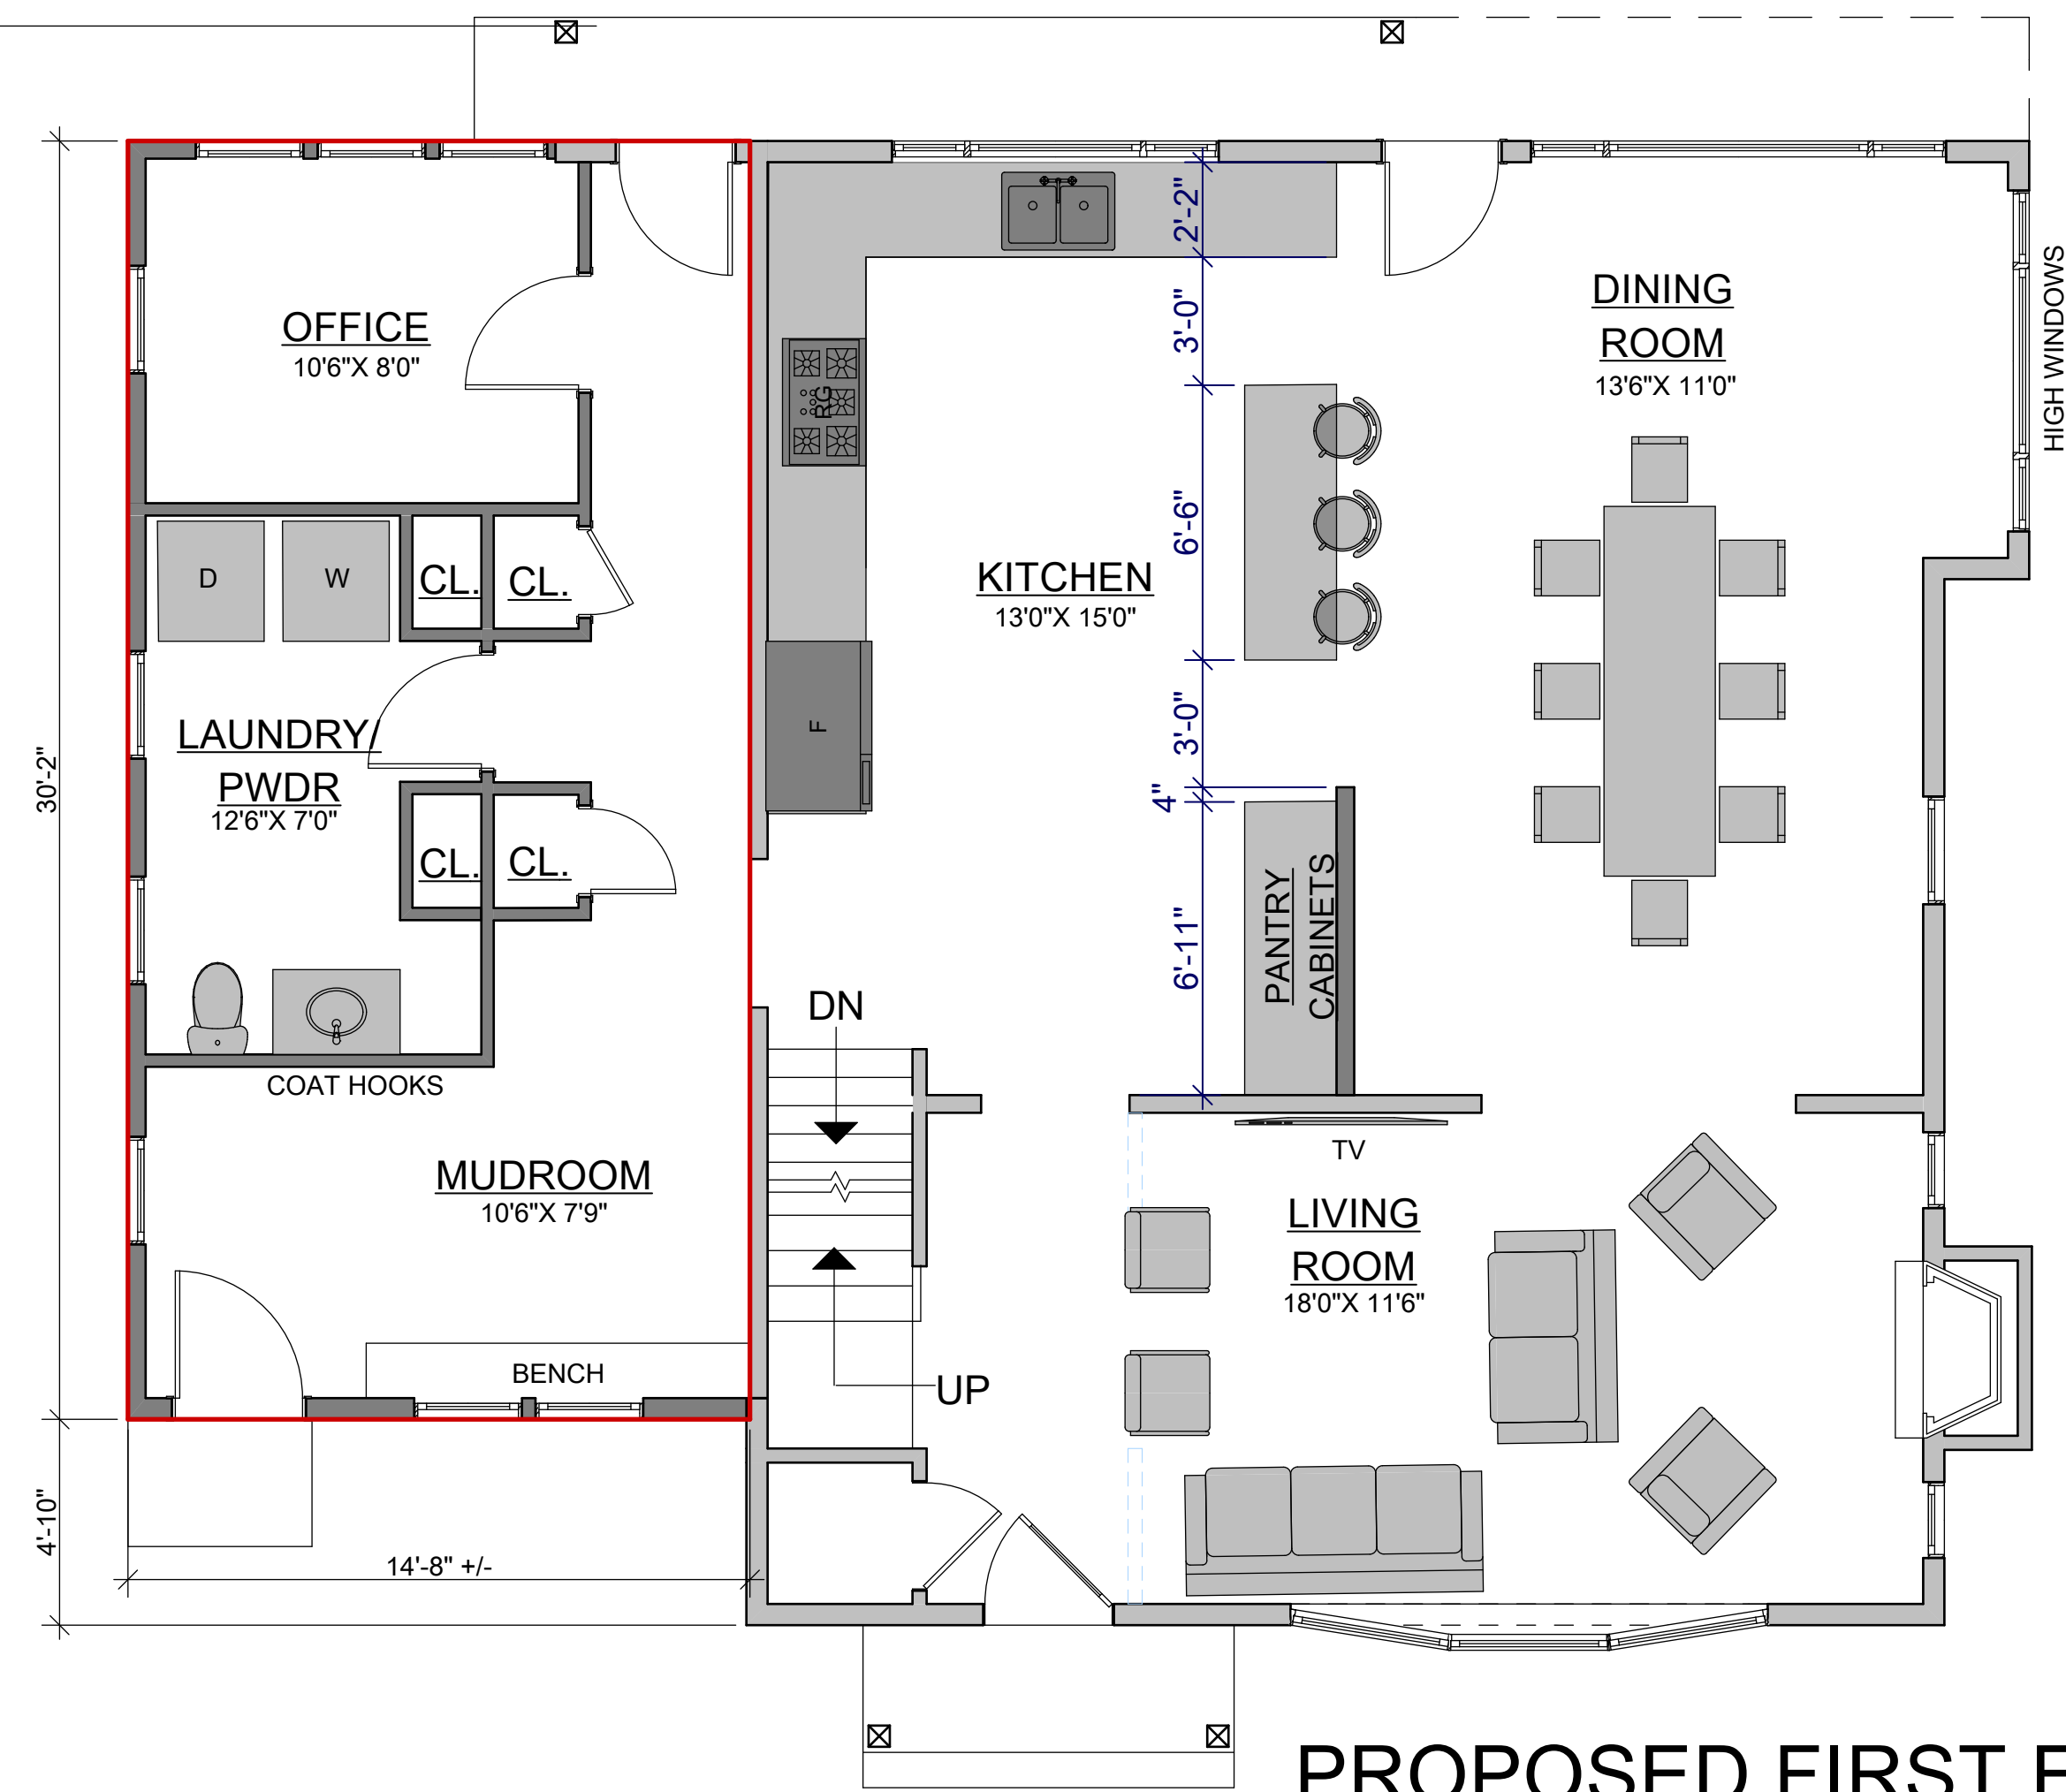 OFFICE
10'6"X 8'0"
DINING
ROOM
13'6"X 11'0"
HIGH WINDOWS
2'-2"
3'-0"
6'-6"
3'-0"
4"
6'-11"
RG
KITCHEN
13'0"X 15'0"
F
D
W
CL.
CL.
LAUNDRY/
PWDR
12'6"X 7'0"
CL.
CL.
30'-2"
PANTRY
CABINETS
DN
COAT HOOKS
MUDROOM
10'6"X 7'9"
TV
LIVING
ROOM
18'0"X 11'6"
BENCH
UP
4'-10"
14'-8" +/-
PROPOSED FIRST F